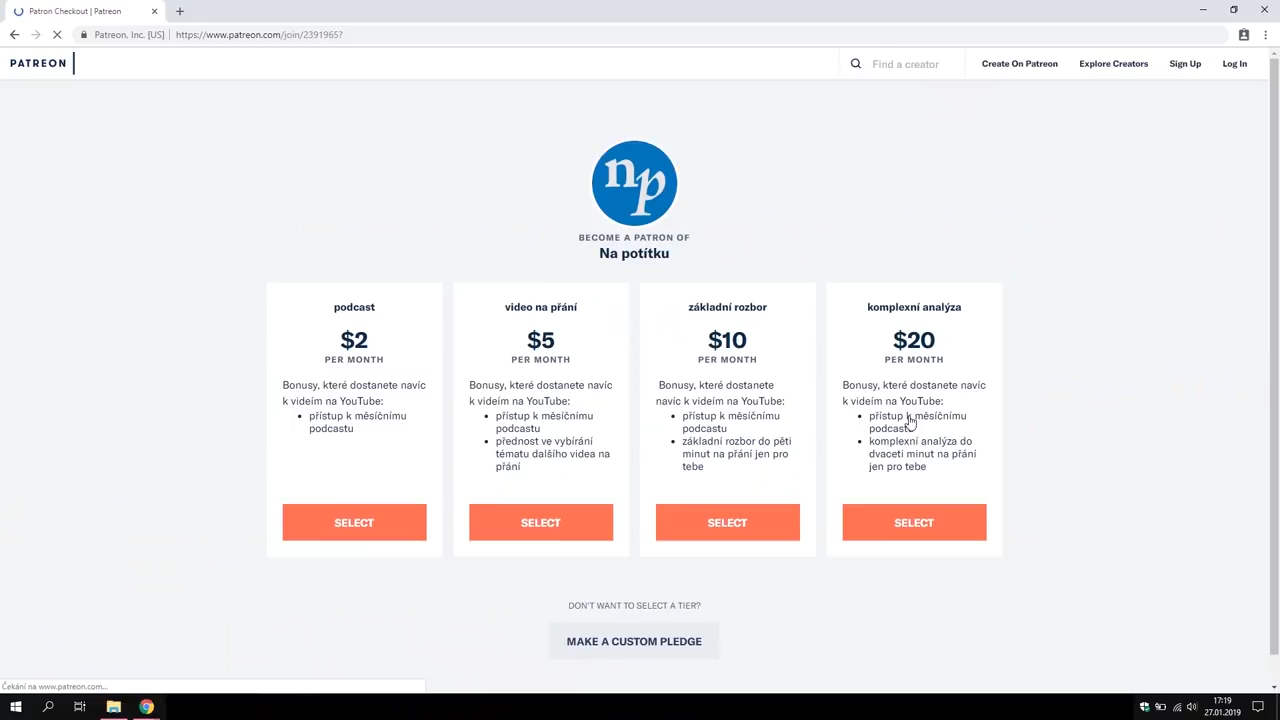 Patron Checkout | Patreon
Patreon, Inc. [US] https://www.patreon.com/join/2391965?
PATREON
Find a creator
Create On Patreon
Explore Creators
Sign Up
Log In
np
BECOME A PATRON OF
Na potítku
podcast
$2
PER MONTH
Bonusy, které dostanete navíc
k videím na YouTube:
přístup k měsíčnímu
podcastu
SELECT
video na přání
$5
PER MONTH
Bonusy, které dostanete navíc
k videím na YouTube:
přístup k měsíčnímu
podcastu
přednost ve vybírání
tématu dalšího videa na
přání
SELECT
základní rozbor
$10
PER MONTH
Bonusy, které dostanete
navíc k videím na YouTube:
přístup k měsíčnímu
podcastu
základní rozbor do pěti
minut na přání jen pro
tebe
SELECT
komplexní analýza
$20
PER MONTH
Bonusy, které dostanete navíc
k videím na YouTube:
přístup k měsíčnímu
podcastu
komplexní analýza do
dvaceti minut na přání
jen pro tebe
SELECT
DON'T WANT TO SELECT A TIER?
MAKE A CUSTOM PLEDGE
Čekání na www.patreon.com...
17:19
27.01.2019